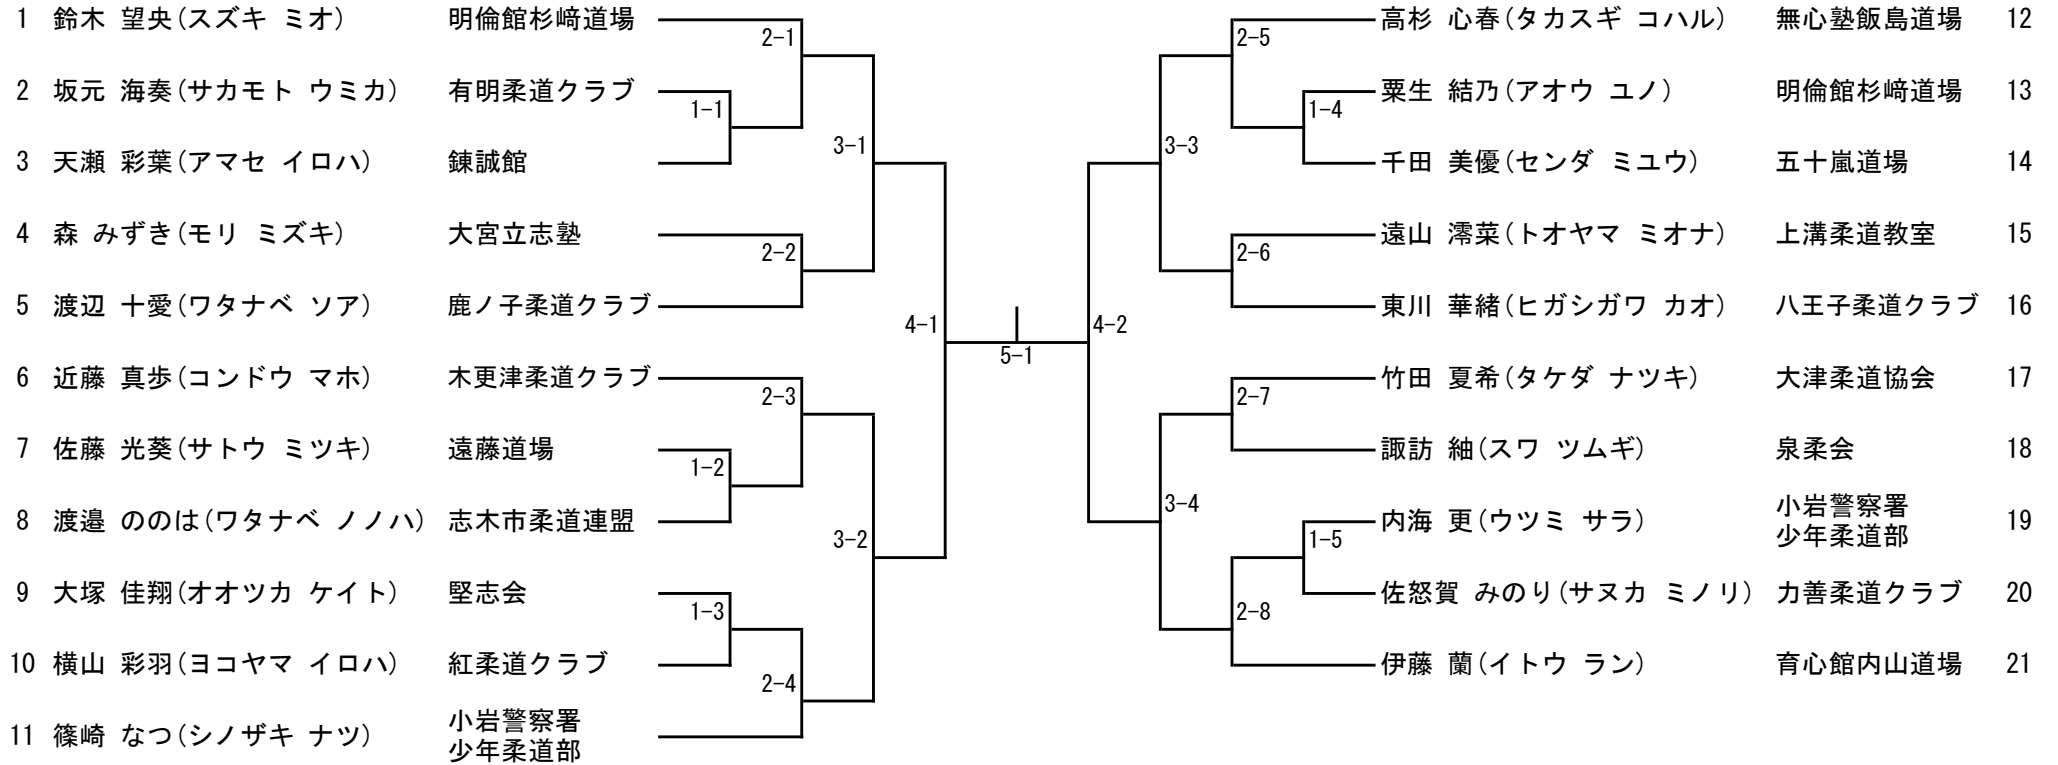 1 鈴木 望央(スズキ ミオ) 明倫館杉﨑道場
2-1
2 坂元 海奏(サカモト ウミカ) 有明柔道クラブ
1-1
3 天瀬 彩葉(アマセ イロハ) 錬誠館
3-1
4 森 みずき(モリ ミズキ) 大宮立志塾
2-2
5 渡辺 十愛(ワタナベ ソア) 鹿ノ子柔道クラブ
4-1
6 近藤 真歩(コンドウ マホ) 木更津柔道クラブ
2-3
7 佐藤 光葵(サトウ ミツキ) 遠藤道場
1-2
8 渡邉 ののは(ワタナベ ノノハ) 志木市柔道連盟
3-2
9 大塚 佳翔(オオツカ ケイト) 堅志会
1-3
10 横山 彩羽(ヨコヤマ イロハ) 紅柔道クラブ
2-4
11 篠崎 なつ(シノザキ ナツ) 小岩警察署
少年柔道部
5-1
高杉 心春(タカスギ コハル) 無心塾飯島道場 12
2-5
粟生 結乃(アオウ ユノ) 明倫館杉﨑道場 13
1-4
3-3
千田 美優(センダ ミユウ) 五十嵐道場 14
遠山 澪菜(トオヤマ ミオナ) 上溝柔道教室 15
2-6
東川 華緒(ヒガシガワ カオ) 八王子柔道クラブ 16
4-2
竹田 夏希(タケダ ナツキ) 大津柔道協会 17
2-7
諏訪 紬(スワ ツムギ) 泉柔会 18
3-4
内海 更(ウツミ サラ) 小岩警察署
少年柔道部 19
1-5
佐怒賀 みのり(サヌカ ミノリ) 力善柔道クラブ 20
2-8
伊藤 蘭(イトウ ラン) 育心館内山道場 21